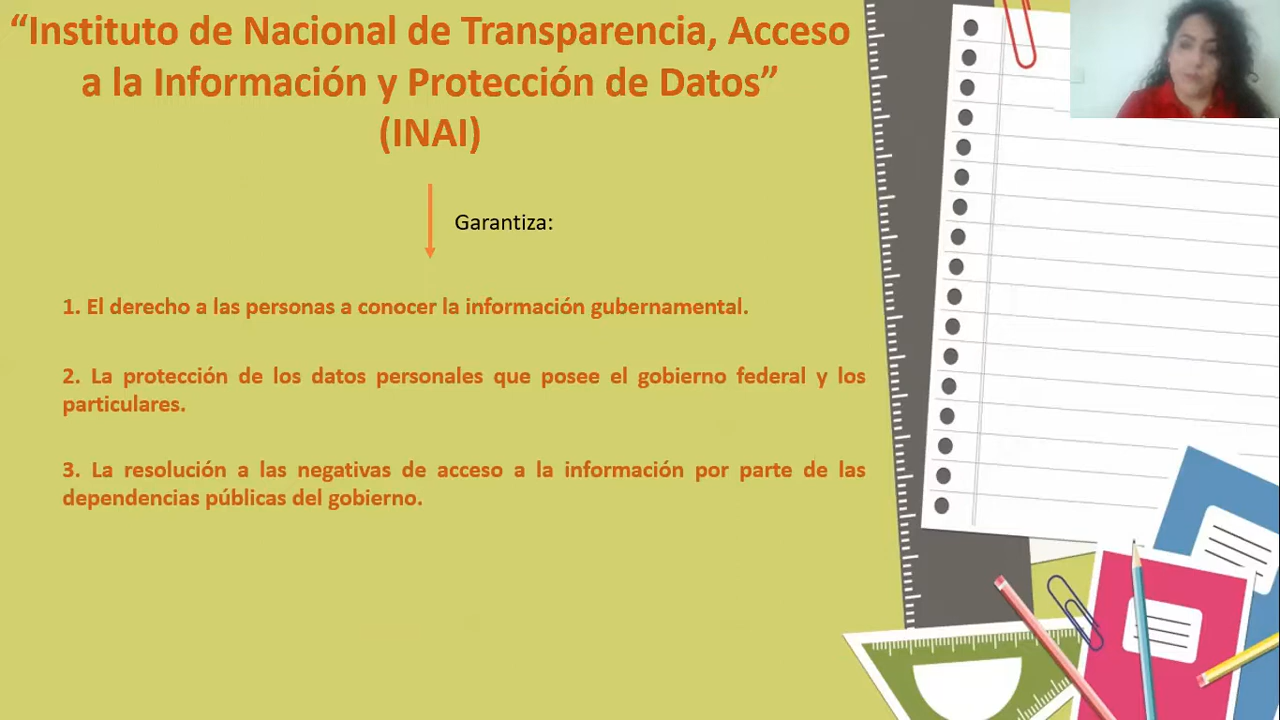 “Instituto de Nacional de Transparencia, Acceso
a la Información y Protección de Datos”
(INAI)
Garantiza:
1. El derecho a las personas a conocer la información gubernamental.
2. La protección de los datos personales que posee el gobierno federal y los
particulares.
3. La resolución a las negativas de acceso a la información por parte de las
dependencias públicas del gobierno.